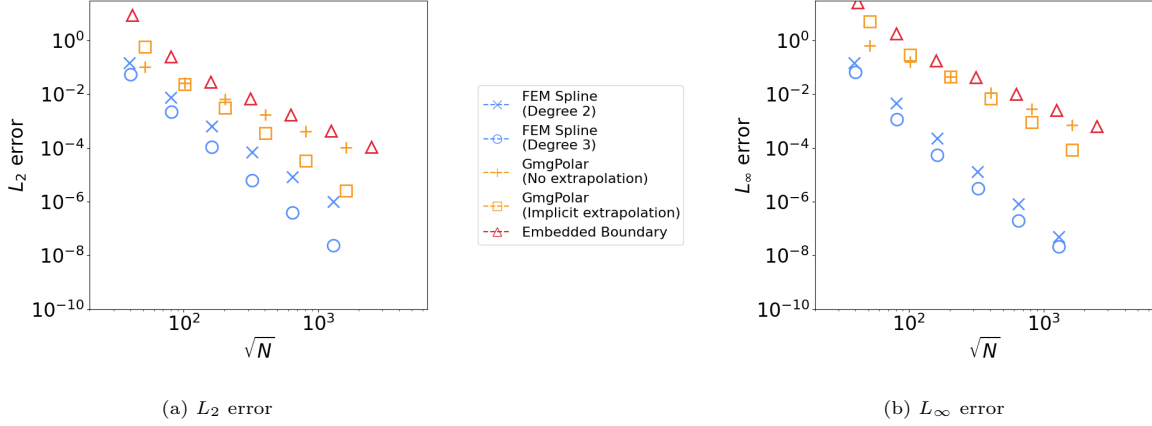 10^0
10^{-2}
10^{-4}
10^{-6}
10^{-8}
10^{-10}
L_2 error
10^2
10^3
\sqrt{N}
FEM Spline
(Degree 2)
FEM Spline
(Degree 3)
GmgPolar
(No extrapolation)
GmgPolar
(Implicit extrapolation)
Embedded Boundary
10^0
10^{-2}
10^{-4}
10^{-6}
10^{-8}
10^{-10}
L_∞ error
10^2
10^3
\sqrt{N}
(a) L_2 error
(b) L_∞ error